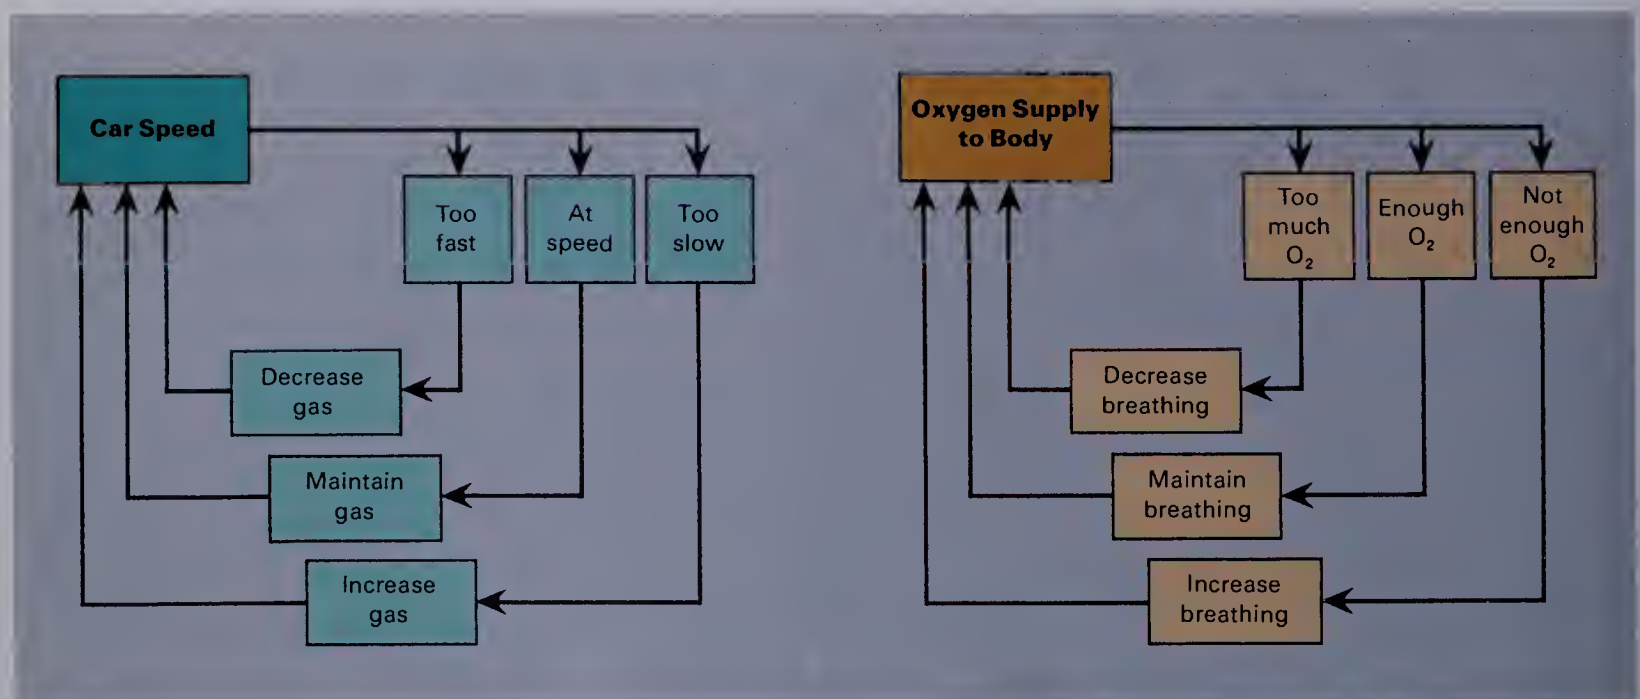 Car Speed
Too
fast
At
speed
Too
slow
Decrease
gas
Maintain
gas
Increase
gas
Oxygen Supply
to Body
Too
much
O₂
Enough
O₂
Not
enough
O₂
Decrease
breathing
Maintain
breathing
Increase
breathing